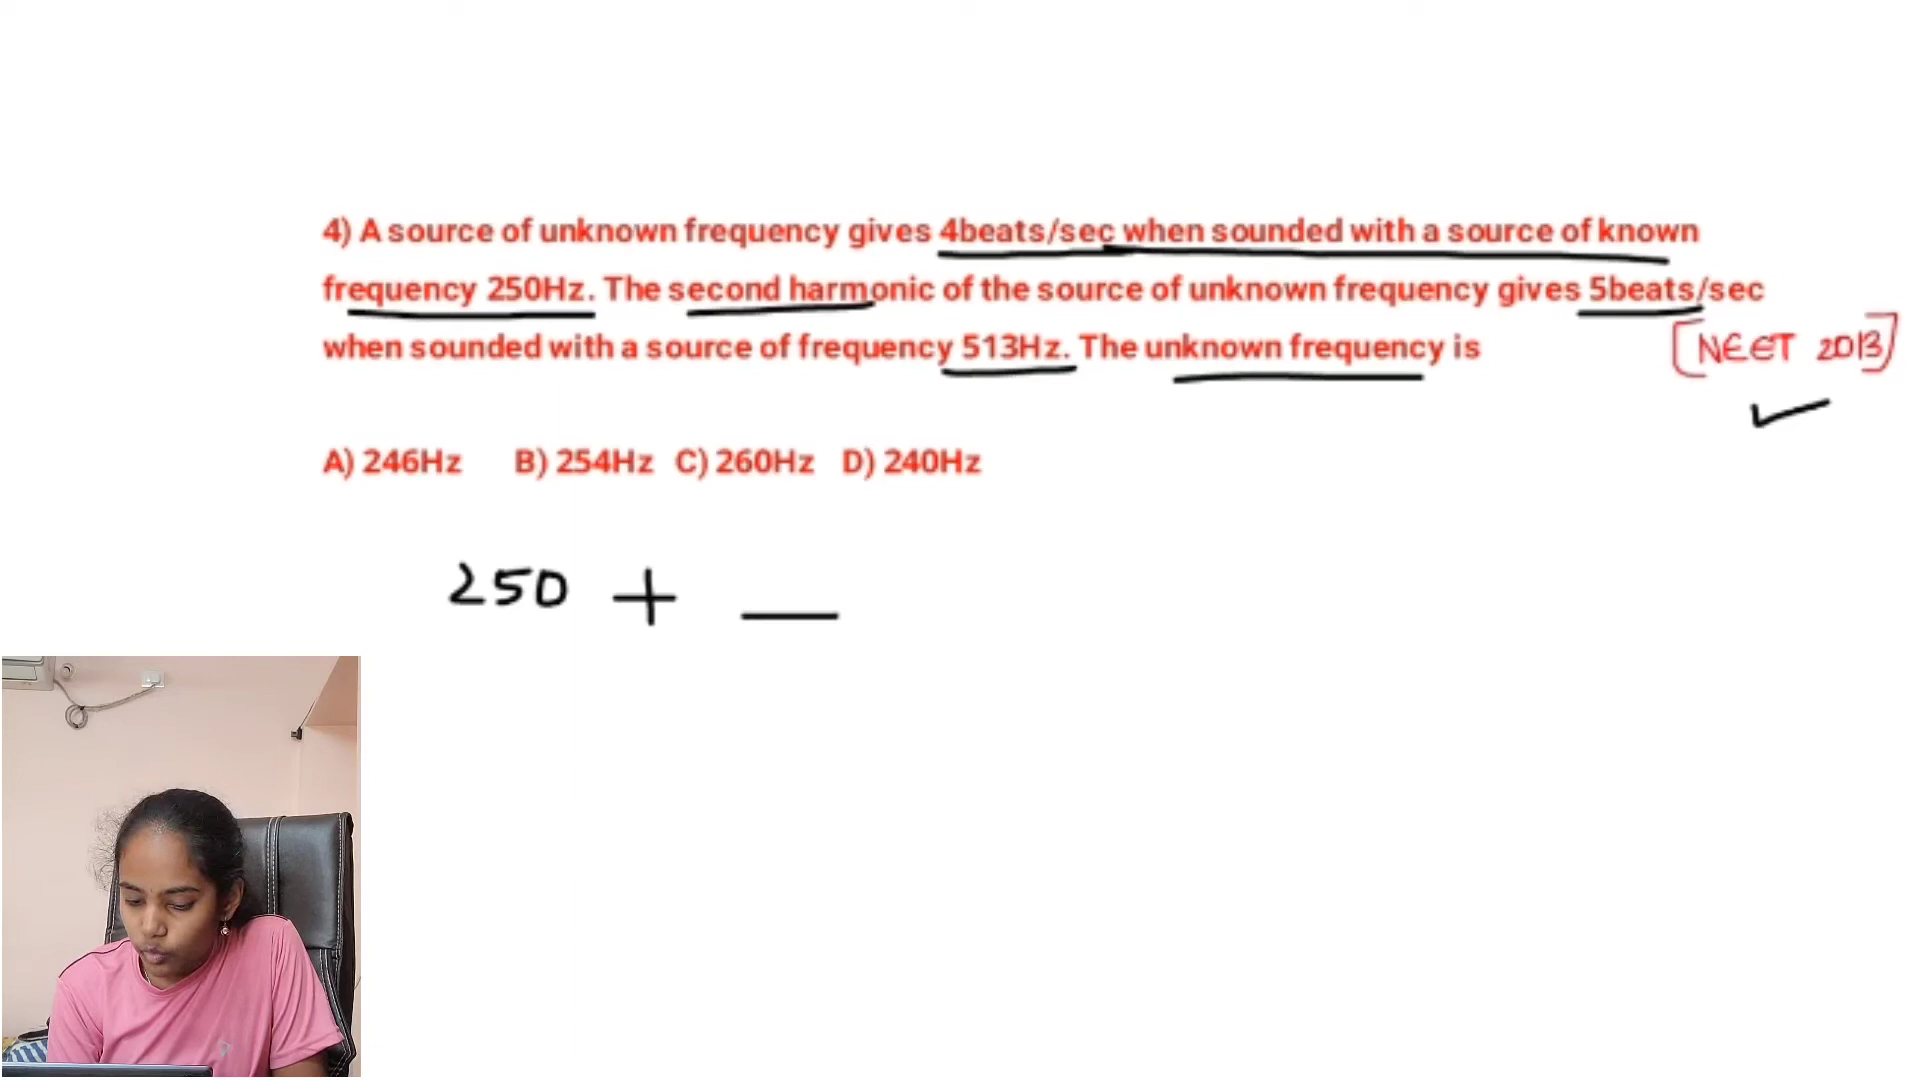 4) A source of unknown frequency gives 4beats/sec when sounded with a source of known
frequency 250Hz. The second harmonic of the source of unknown frequency gives 5beats/sec
when sounded with a source of frequency 513Hz. The unknown frequency is
[NEET 2013]
A) 246Hz B) 254Hz C) 260Hz D) 240Hz
250 + __